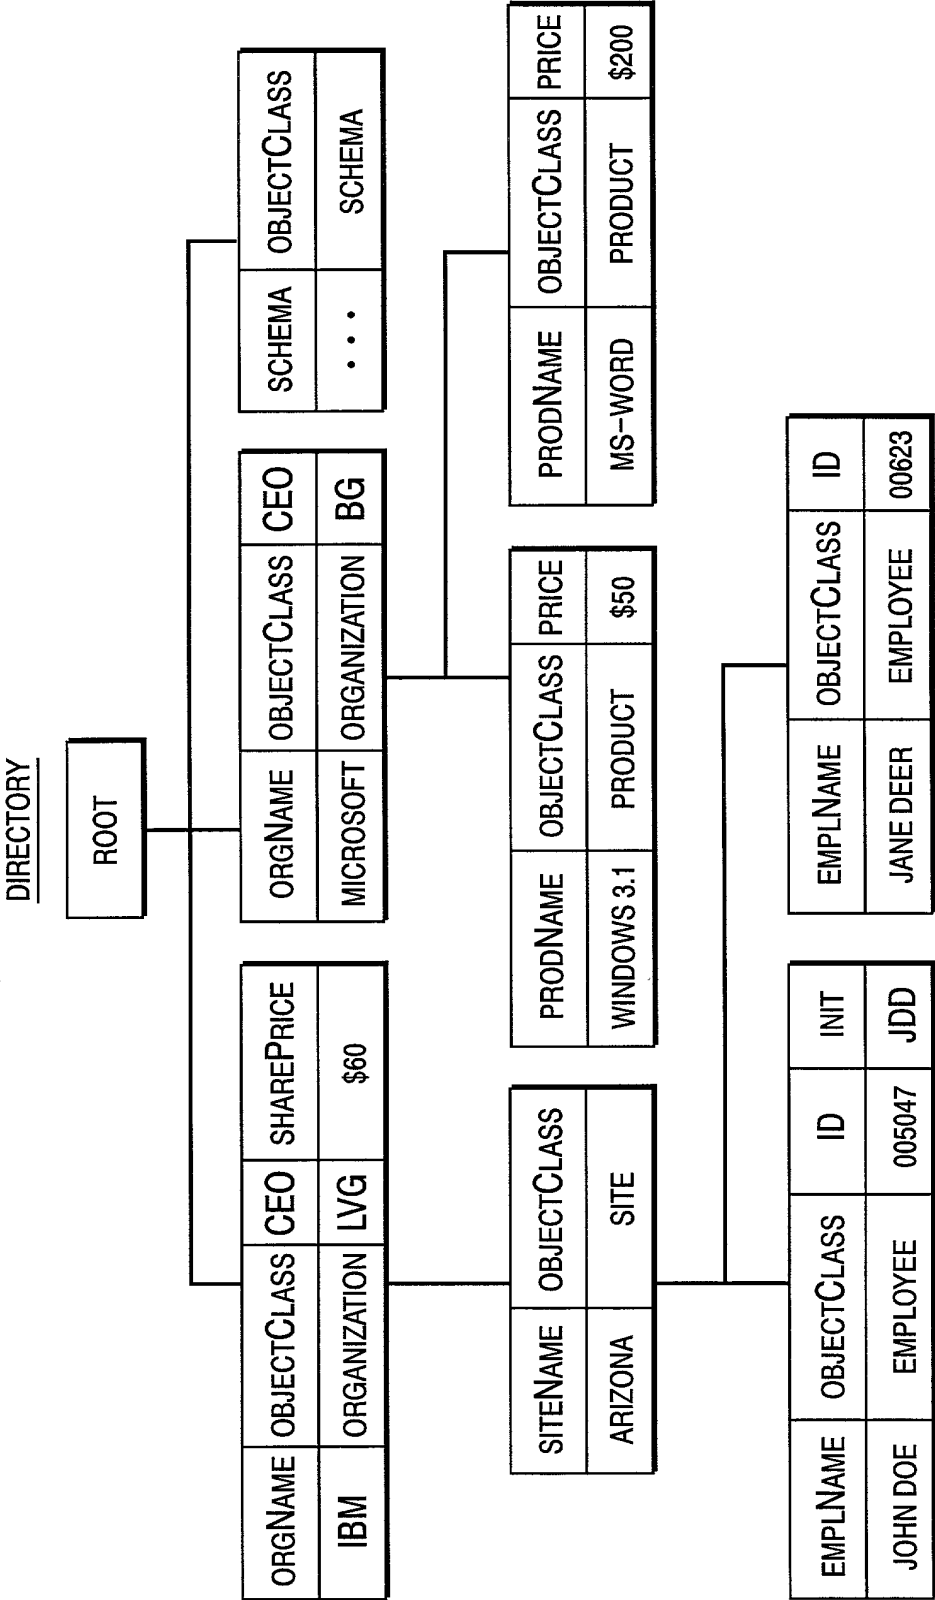 DIRECTORY
ROOT
ORGNAME OBJECTCLASS CEO SHAREPRICE
IBM ORGANIZATION LVG $60
ORGNAME OBJECTCLASS CEO
MICROSOFT ORGANIZATION BG
SCHEMA OBJECTCLASS
... SCHEMA
SITENAME OBJECTCLASS
ARIZONA SITE
PRODNAME OBJECTCLASS PRICE
WINDOWS 3.1 PRODUCT $50
PRODNAME OBJECTCLASS PRICE
MS-WORD PRODUCT $200
EMPLNAME OBJECTCLASS ID INIT
JOHN DOE EMPLOYEE 005047 JDD
EMPLNAME OBJECTCLASS ID
JANE DEER EMPLOYEE 00623